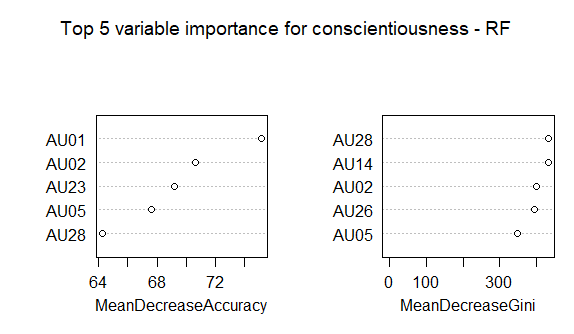 Top 5 variable importance for conscientiousness - RF
AU01
AU02
AU23
AU05
AU28
64 68 72
MeanDecreaseAccuracy
AU28
AU14
AU02
AU26
AU05
0 100 300
MeanDecreaseGini